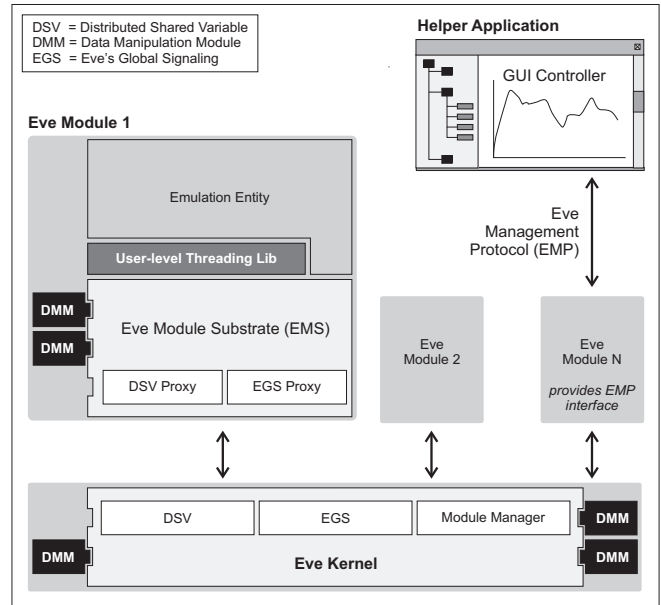 DSV = Distributed Shared Variable
DMM = Data Manipulation Module
EGS = Eve's Global Signaling
Helper Application
GUI Controller
Eve Module 1
Emulation Entity
User-level Threading Lib
DMM
DMM
Eve Module Substrate (EMS)
DSV Proxy
EGS Proxy
Eve
Management
Protocol (EMP)
Eve
Module 2
Eve
Module N
provides EMP
interface
DSV
EGS
Module Manager
DMM
DMM
Eve Kernel
DMM